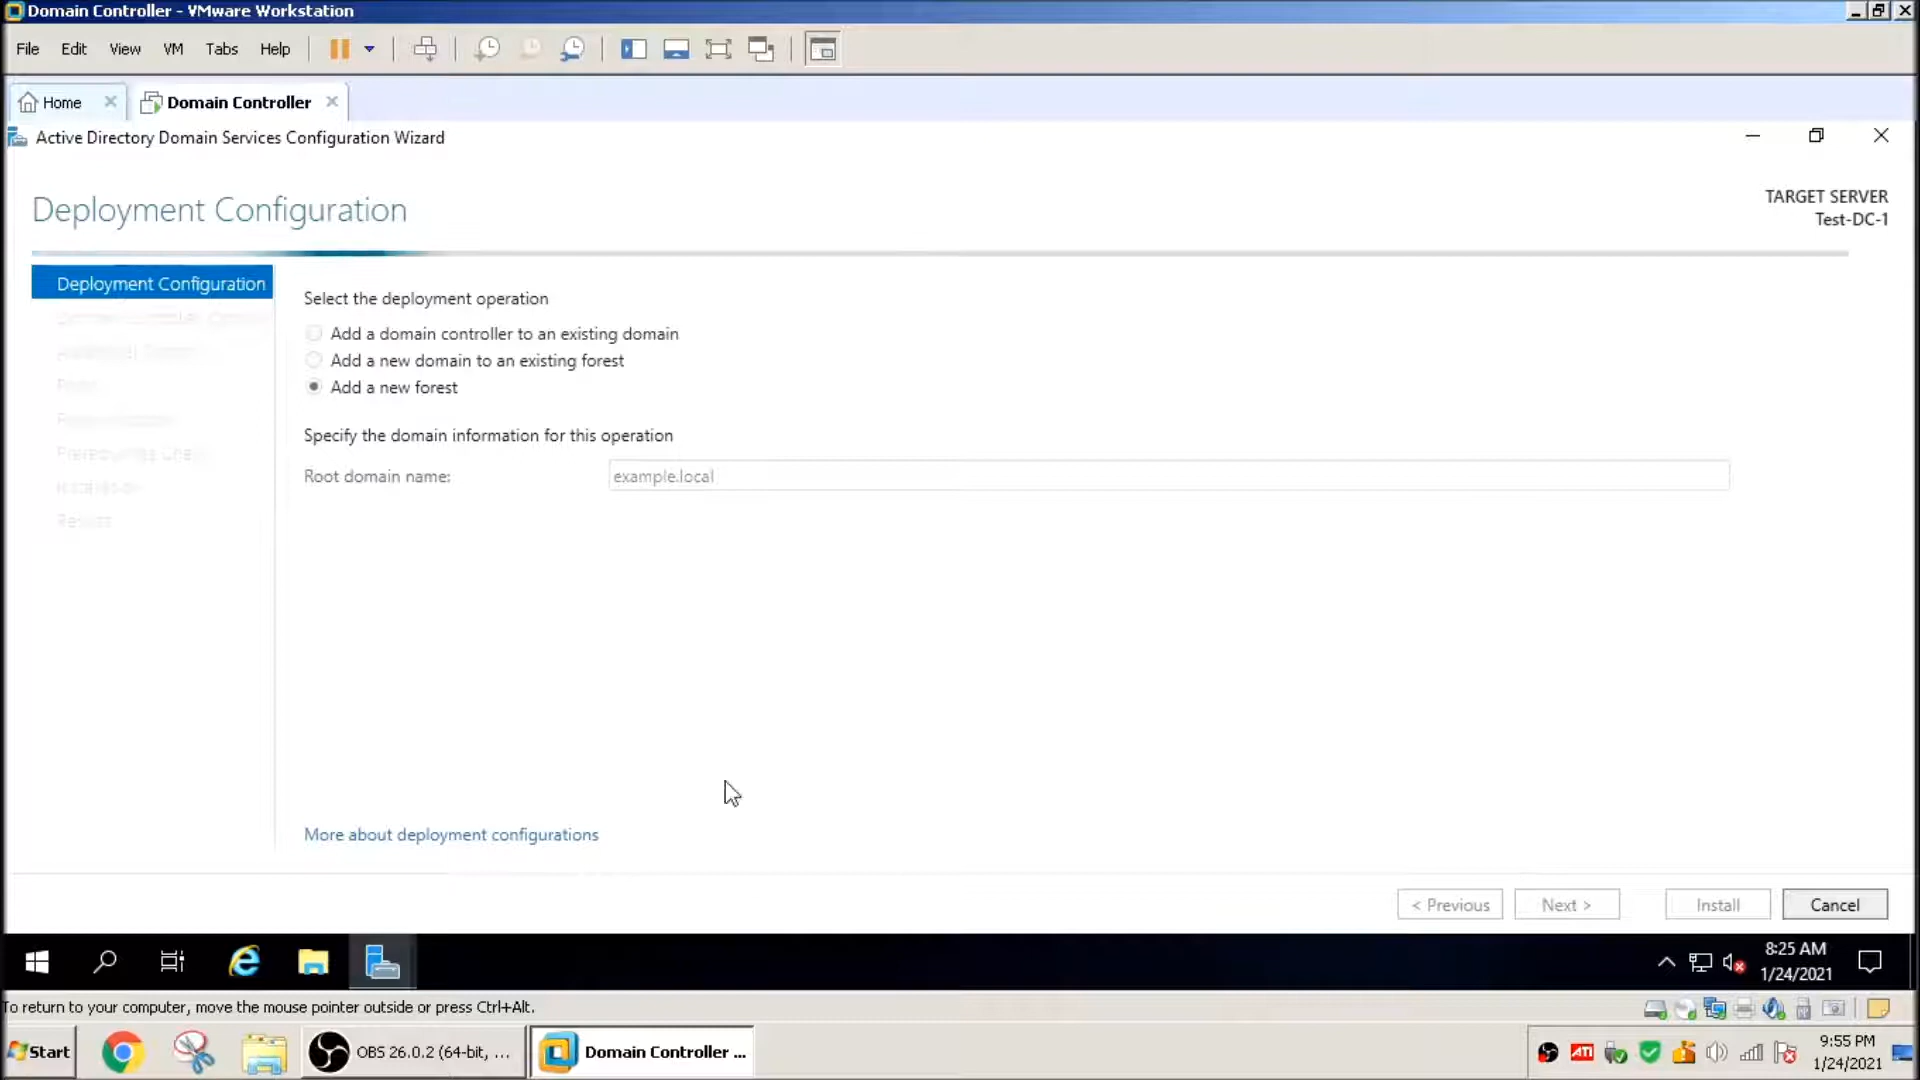 Domain Controller - VMware Workstation
File Edit View VM Tabs Help
Home Domain Controller
Active Directory Domain Services Configuration Wizard
Deployment Configuration
TARGET SERVER
Test-DC-1
Deployment Configuration
Select the deployment operation
Add a domain controller to an existing domain
Add a new domain to an existing forest
Add a new forest
Specify the domain information for this operation
Root domain name: example.local
More about deployment configurations
< Previous Next > Install Cancel
8:25 AM
1/24/2021
To return to your computer, move the mouse pointer outside or press Ctrl+Alt.
Start OBS 26.0.2 (64-bit, ... Domain Controller ...
ATI
9:55 PM
1/24/2021